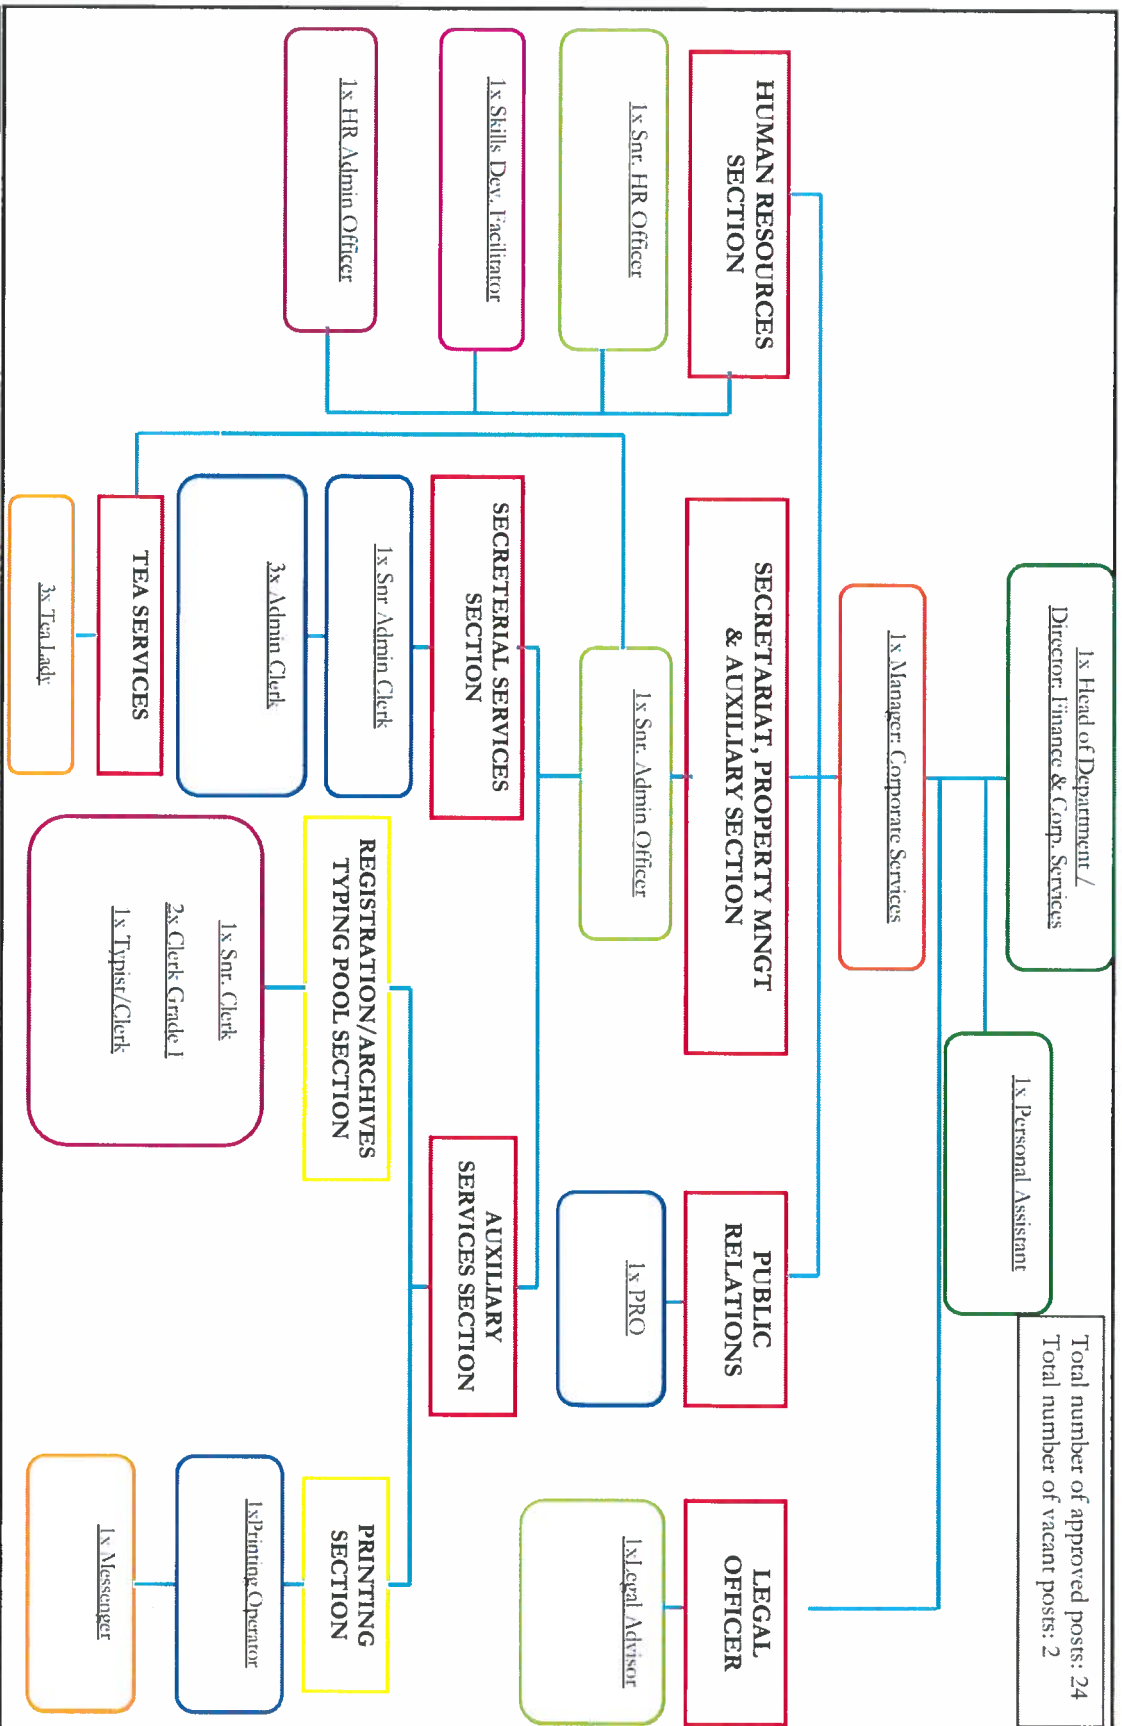 1x Head of Department /
Director: Finance & Corp. Services
1x Personal Assistant
Total number of approved posts: 24
Total number of vacant posts: 2
1x Manager: Corporate Services
HUMAN RESOURCES
SECTION
SECRETARIAT, PROPERTY MNGT
& AUXILIARY SECTION
PUBLIC
RELATIONS
LEGAL
OFFICER
1x Snr. HR Officer
1x Snr. Admin Officer
1x PRO
1xLegal Advisor
1x Skills Dev. Facilitator
SECRETERIAL SERVICES
SECTION
AUXILIARY
SERVICES SECTION
1x HR Admin Officer
1x Snr Admin Clerk
REGISTRATION/ARCHIVES
TYPING POOL SECTION
PRINTING
SECTION
3x Admin Clerk
1x Snr. Clerk
2x Clerk Grade I
1x Typist/Clerk
1xPrinting Operator
TEA SERVICES
1x Messenger
3x Tea Lady